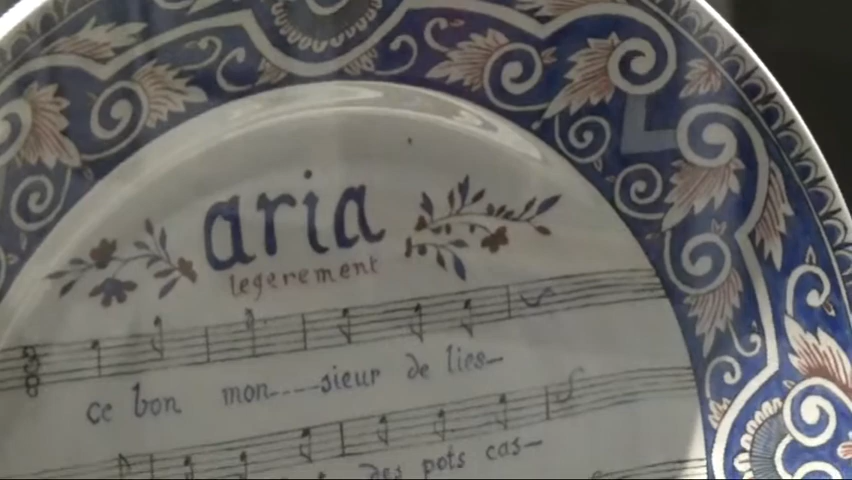 aria
legerement
ce bon mon----sieur de lies-
des pots cas-